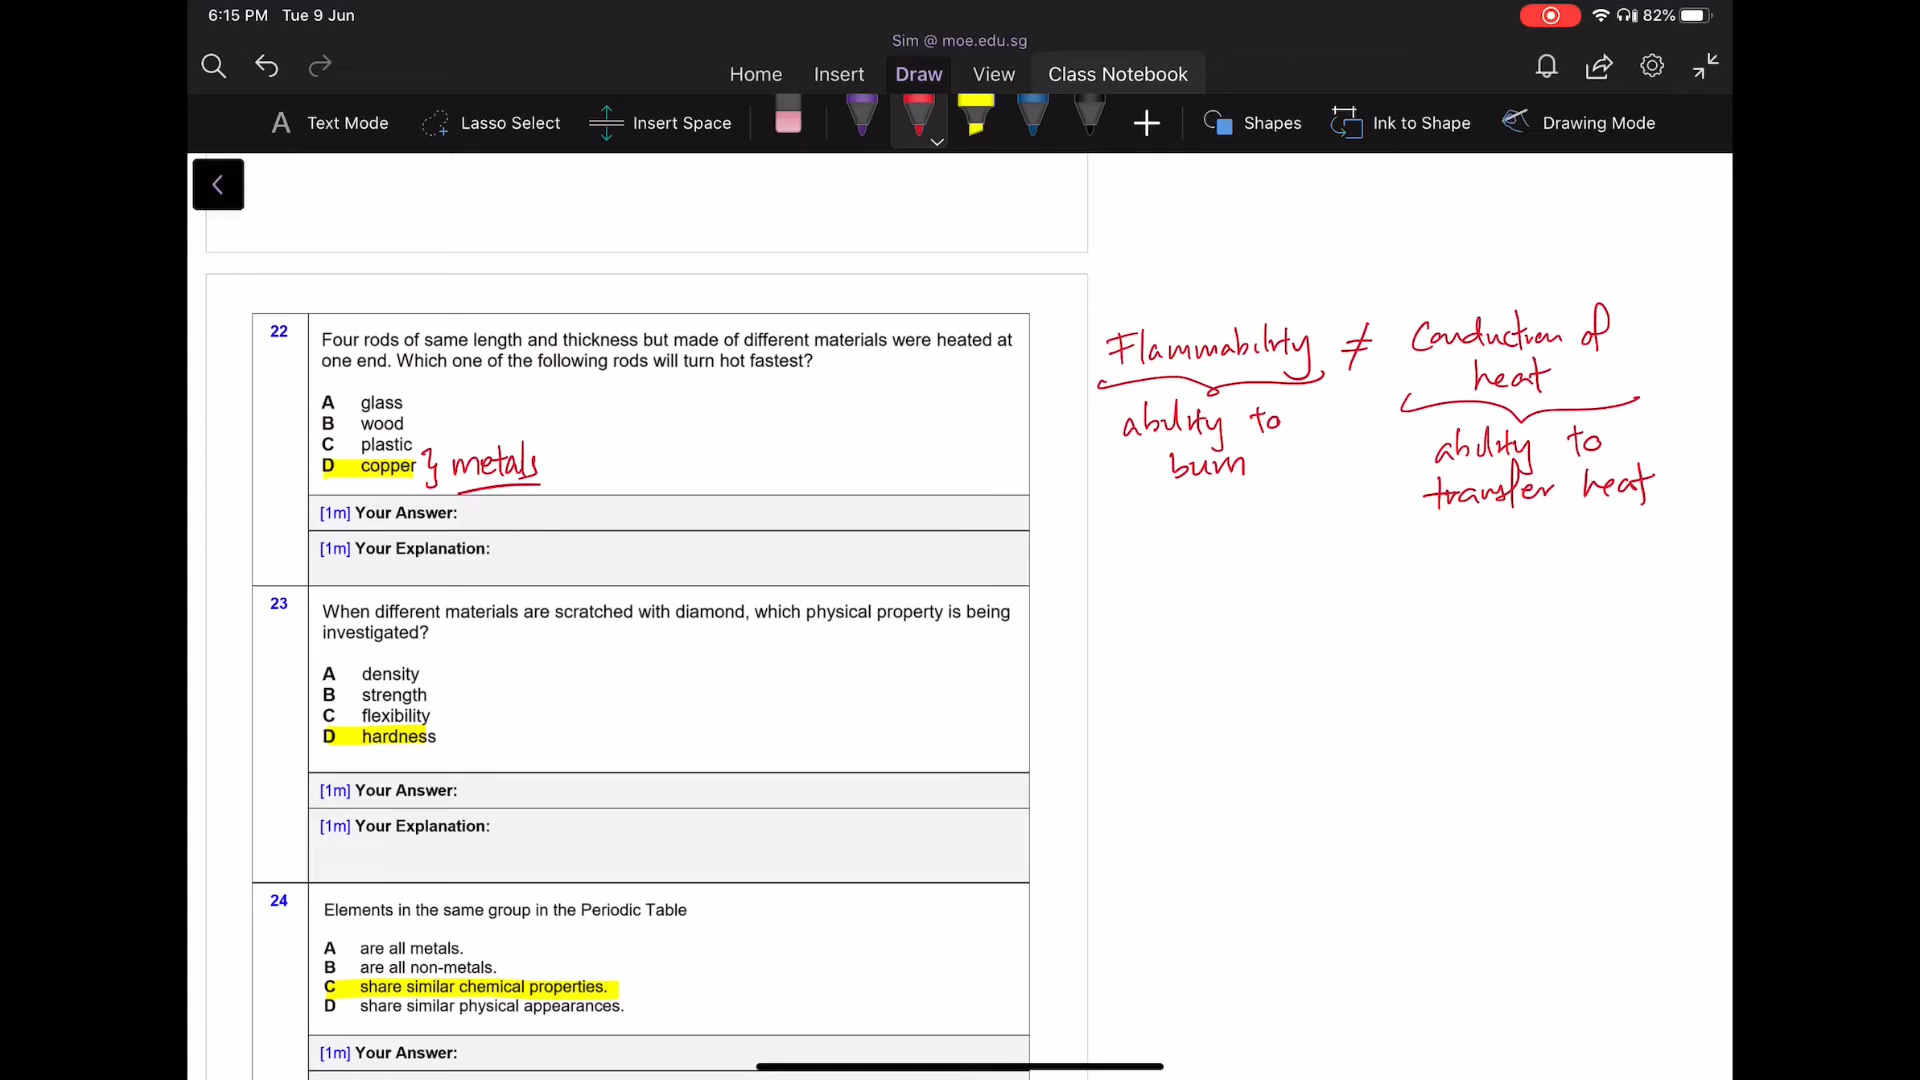 6:15 PM Tue 9 Jun
82%
Sim @ moe.edu.sg
Home Insert Draw View Class Notebook
A Text Mode Lasso Select Insert Space Shapes Ink to Shape Drawing Mode
22
Four rods of same length and thickness but made of different materials were heated at
one end. Which one of the following rods will turn hot fastest?
A glass
B wood
C plastic
D copper } metals
[1m] Your Answer:
[1m] Your Explanation:
Flammability ≠ Conduction of
heat
ability to
burn
ability to
transfer heat
23
When different materials are scratched with diamond, which physical property is being
investigated?
A density
B strength
C flexibility
D hardness
[1m] Your Answer:
[1m] Your Explanation:
24
Elements in the same group in the Periodic Table
A are all metals.
B are all non-metals.
C share similar chemical properties.
D share similar physical appearances.
[1m] Your Answer: